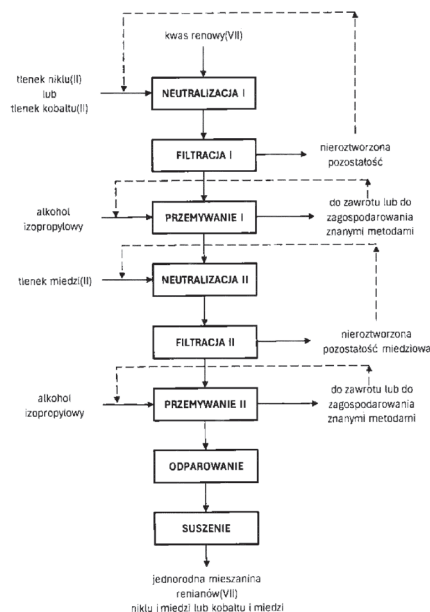 kwas renowy(VII)
tlenek niklu(II)
lub
tlenek kobaltu(II)
NEUTRALIZACJA I
FILTRACJA I
nieroztworzona
pozostałość
alkohol
izopropylowy
PRZEMYWANIE I
do zawrotu lub do
zagospodarowania
znanymi metodami
tlenek miedzi(II)
NEUTRALIZACJA II
FILTRACJA II
nieroztworzona
pozostałość miedziowa
alkohol
izopropylowy
PRZEMYWANIE II
do zawrotu lub do
zagospodarowania
znanymi metodami
ODPAROWANIE
SUSZENIE
jednorodna mieszanina
renianów(VII)
niklu i miedzi lub kobaltu i miedzi